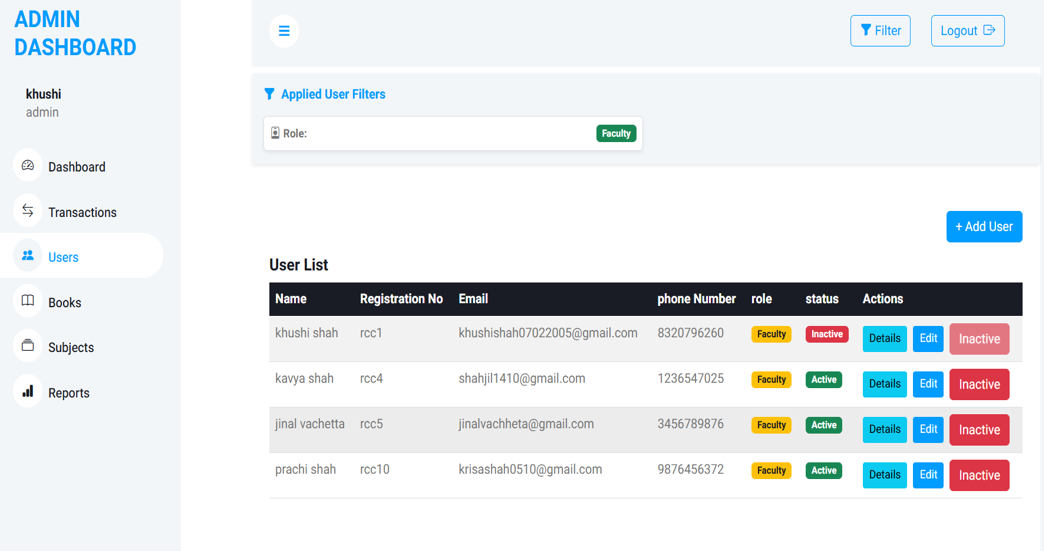 ADMIN
DASHBOARD
khushi
admin
Dashboard
Transactions
Users
Books
Subjects
Reports
Filter
Logout
Applied User Filters
Role: Faculty
+ Add User
User List
Name Registration No Email phone Number role status Actions
khushi shah rcc1 khushishah07022005@gmail.com 8320796260 Faculty Inactive Details Edit Inactive
kavya shah rcc4 shahjil1410@gmail.com 1236547025 Faculty Active Details Edit Inactive
jinal vachetta rcc5 jinalvachheta@gmail.com 3456789876 Faculty Active Details Edit Inactive
prachi shah rcc10 krisashah0510@gmail.com 9876456372 Faculty Active Details Edit Inactive